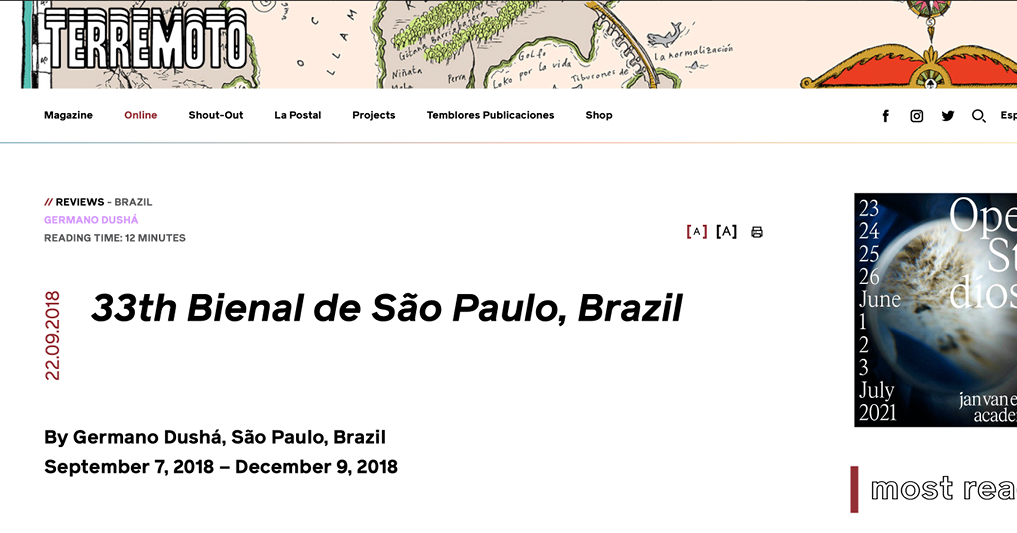 TERREMOTO
O
L
L
A
M
Gitana Barrel
Niñata
Perra
GolFo
Loko por la vida
Tibucones de
La normalización
Magazine
Online
Shout-Out
La Postal
Projects
Temblores Publicaciones
Shop
Esp
// REVIEWS - BRAZIL
GERMANO DUSHÁ
READING TIME: 12 MINUTES
[A] [A]
22.09.2018
33th Bienal de São Paulo, Brazil
By Germano Dushá, São Paulo, Brazil
September 7, 2018 – December 9, 2018
23
24
25
26
June
1
2
3
July
2021
Ope
St
dios
jan van e
acade
most rea